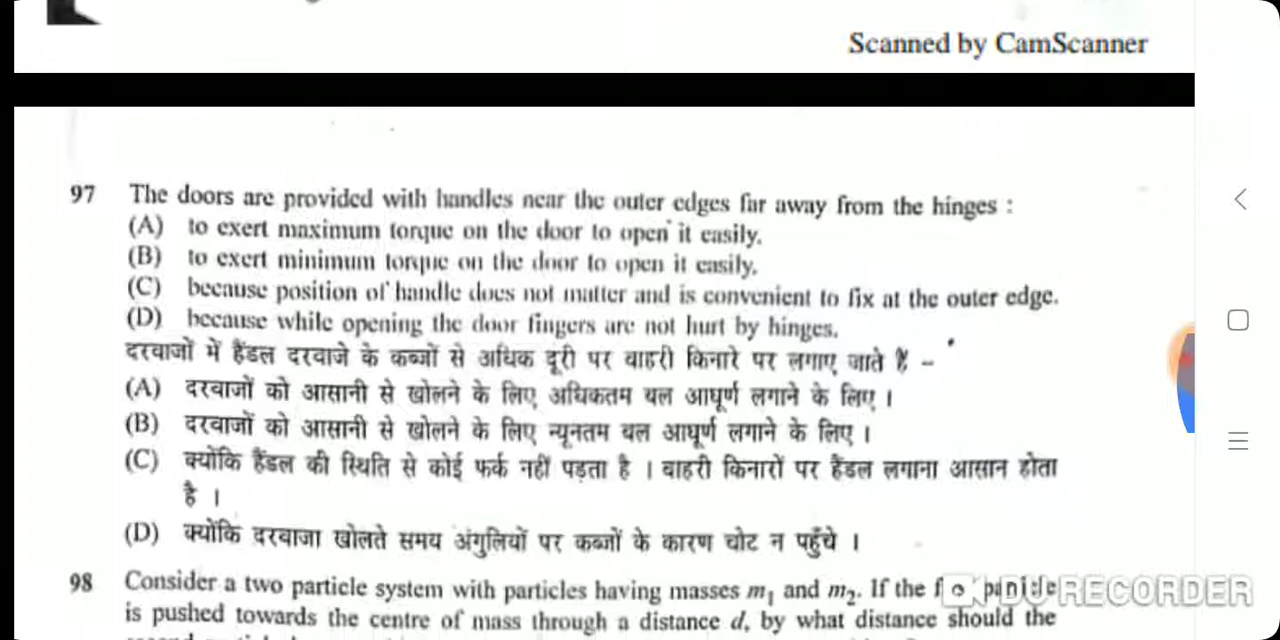 Scanned by CamScanner
97 The doors are provided with handles near the outer edges far away from the hinges :
(A) to exert maximum torque on the door to open it easily.
(B) to exert minimum torque on the door to open it easily.
(C) because position of handle does not matter and is convenient to fix at the outer edge.
(D) because while opening the door fingers are not hurt by hinges.
दरवाजों में हैंडल दरवाजे के कब्जों से अधिक दूरी पर बाहरी किनारे पर लगाए जाते हैं –
(A) दरवाजों को आसानी से खोलने के लिए अधिकतम बल आघूर्ण लगाने के लिए ।
(B) दरवाजों को आसानी से खोलने के लिए न्यूनतम बल आघूर्ण लगाने के लिए ।
(C) क्योंकि हैंडल की स्थिति से कोई फर्क नहीं पड़ता है । बाहरी किनारों पर हैंडल लगाना आसान होता
है ।
(D) क्योंकि दरवाजा खोलते समय अंगुलियों पर कब्जों के कारण चोट न पहुँचे ।
98 Consider a two particle system with particles having masses m₁ and m₂. If the
RECORDER
is pushed towards the centre of mass through a distance d, by what distance should the